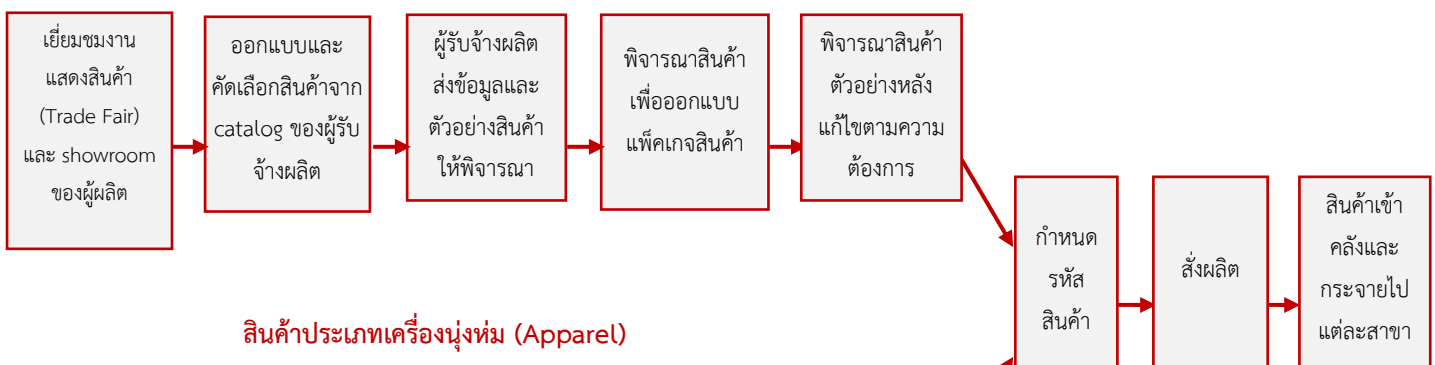 เยี่ยมชมงาน
แสดงสินค้า
(Trade Fair)
และ showroom
ของผู้ผลิต
ออกแบบและ
คัดเลือกสินค้าจาก
catalog ของผู้รับ
จ้างผลิต
ผู้รับจ้างผลิต
ส่งข้อมูลและ
ตัวอย่างสินค้า
ให้พิจารณา
พิจารณาสินค้า
เพื่อออกแบบ
แพ็คเกจสินค้า
พิจารณาสินค้า
ตัวอย่างหลัง
แก้ไขตามความ
ต้องการ
กำหนด
รหัส
สินค้า
สั่งผลิต
สินค้าเข้า
คลังและ
กระจายไป
แต่ละสาขา
สินค้าประเภทเครื่องนุ่งห่ม (Apparel)